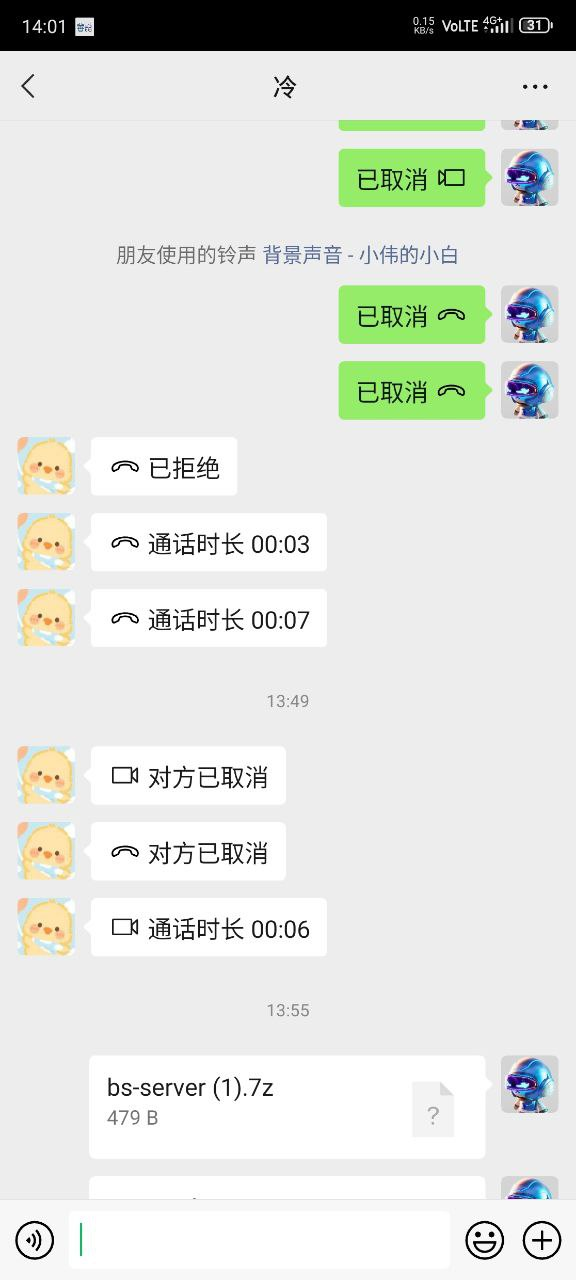 14:01
0.15 KB/s VoLTE 4G+ 31
冷
已取消
朋友使用的铃声 背景声音 - 小伟的小白
已取消
已取消
已拒绝
通话时长 00:03
通话时长 00:07
13:49
对方已取消
对方已取消
通话时长 00:06
13:55
bs-server (1).7z
479 B
?